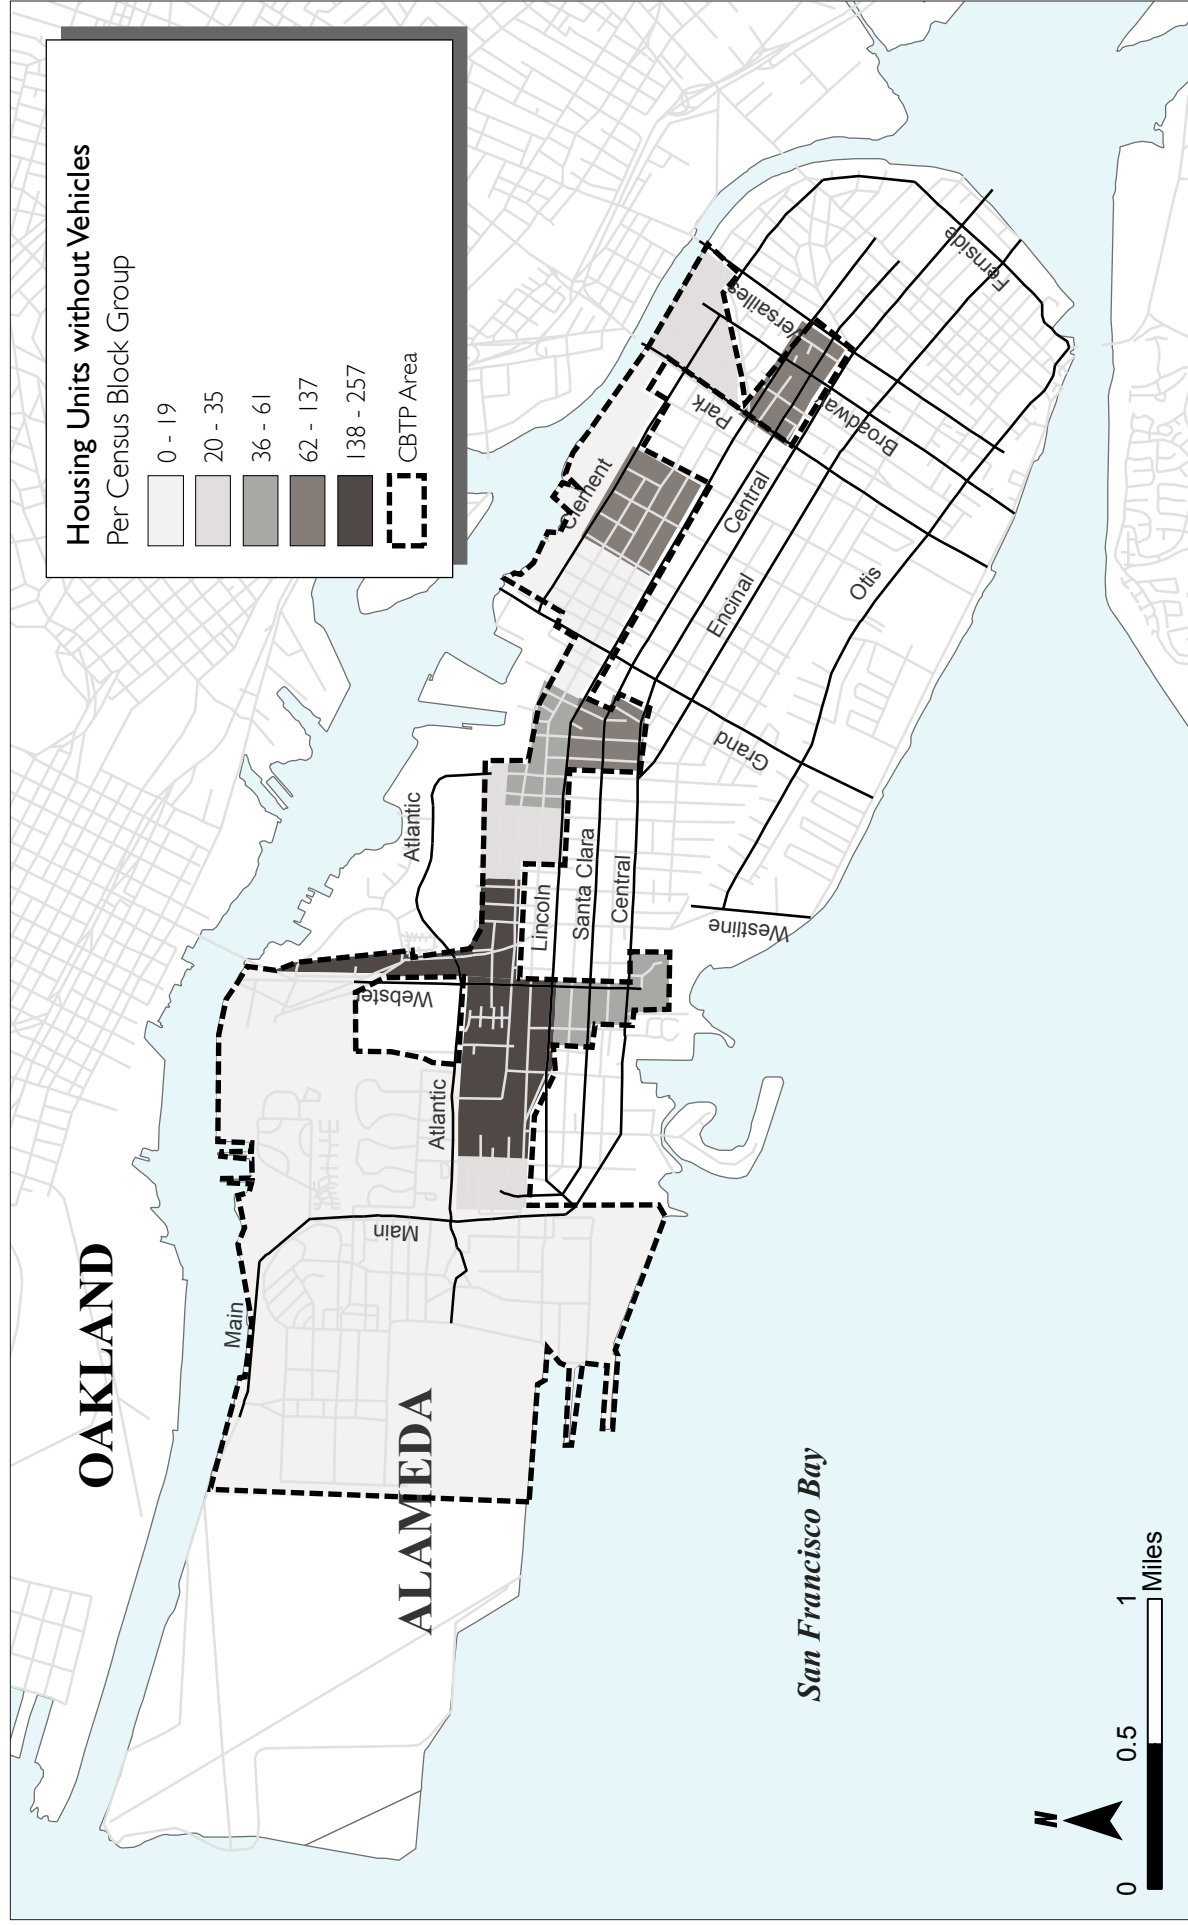 Housing Units without Vehicles
Per Census Block Group
0 - 19
20 - 35
36 - 61
62 - 137
138 - 257
CBTP Area
OAKLAND
ALAMEDA
San Francisco Bay
Main
Main
Atlantic
Atlantic
Webster
Lincoln
Santa Clara
Central
Westline
Grand
Clement
Park
Versailles
Broadway
Central
Encinal
Otis
Fernside
N
0
0.5
1
Miles